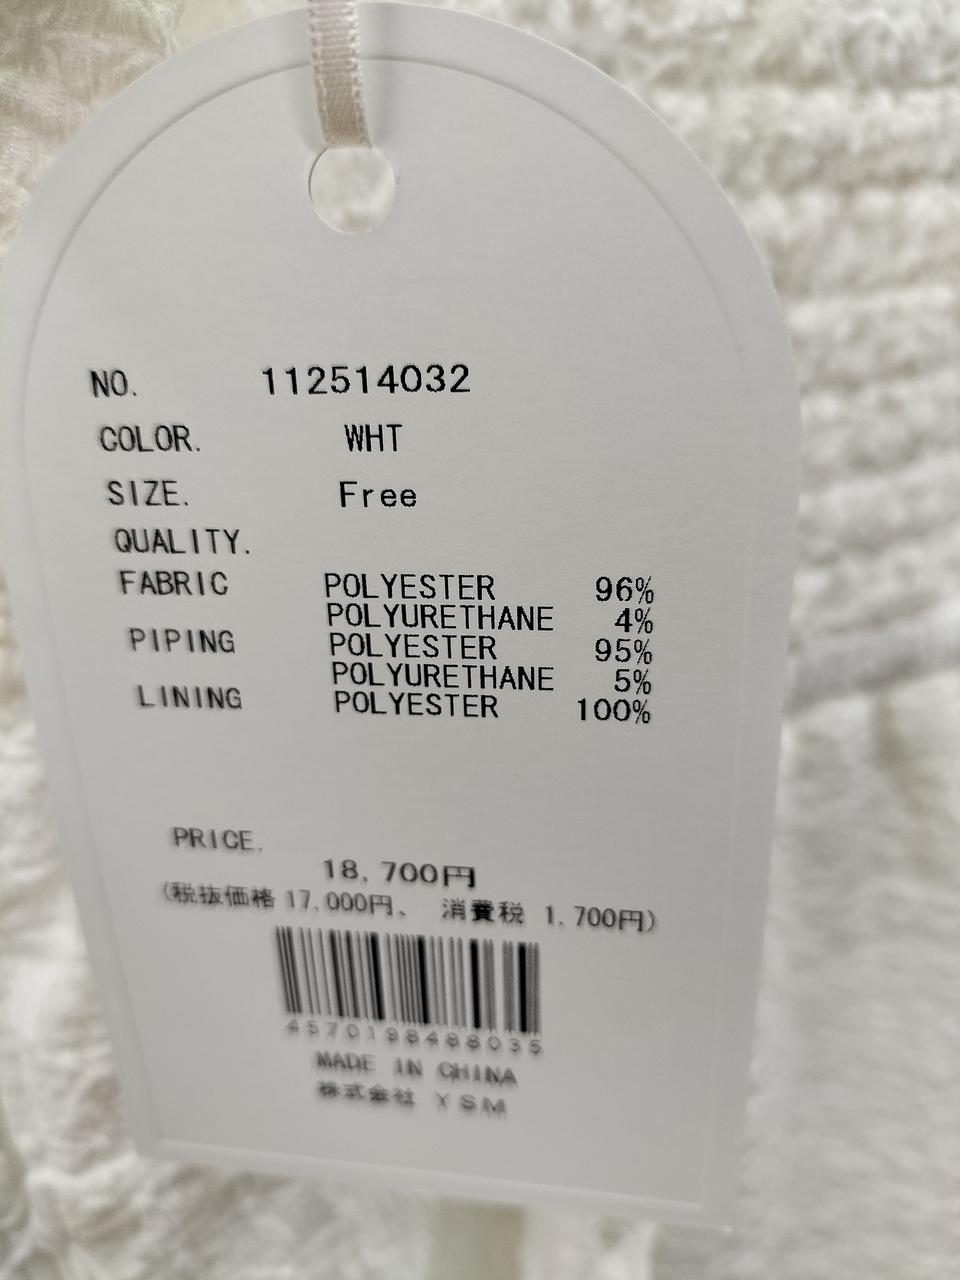 NO. 112514032
COLOR. WHT
SIZE. Free
QUALITY.
FABRIC POLYESTER 96%
POLYURETHANE 4%
PIPING POLYESTER 95%
POLYURETHANE 5%
LINING POLYESTER 100%
PRICE.
18,700円
(税抜価格 17,000円、 消費税 1,700円)
4570198488035
MADE IN CHINA
株式会社 YSM